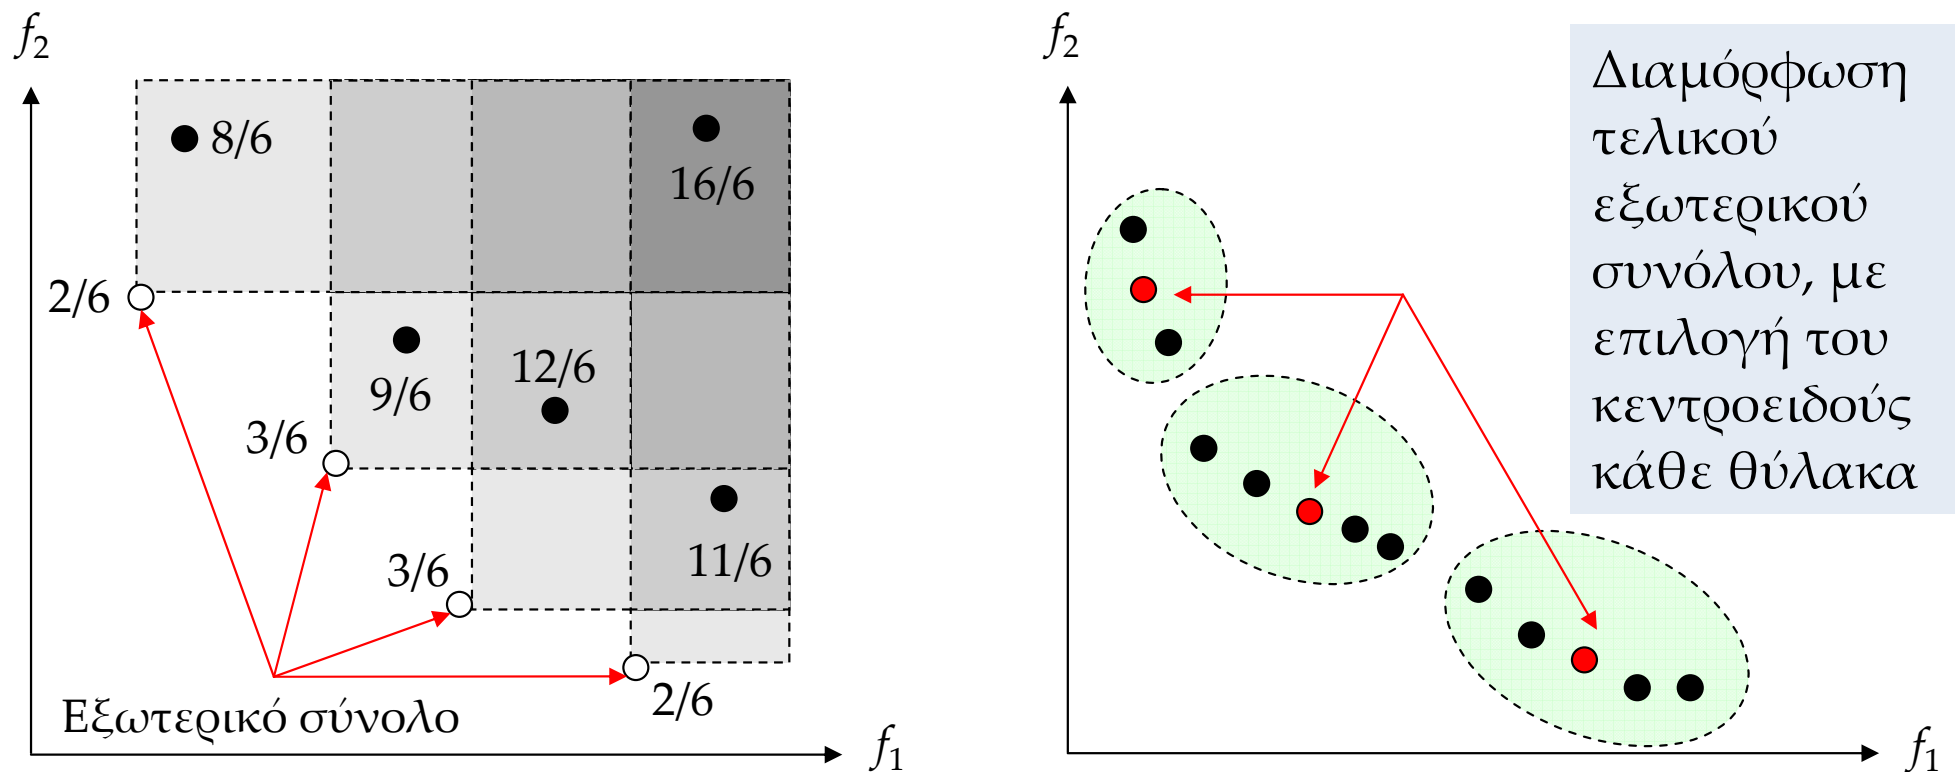 f2
8/6
16/6
2/6
12/6
9/6
3/6
3/6
11/6
2/6
Εξωτερικό σύνολο
f1
f2
Διαμόρφωση
τελικού
εξωτερικού
συνόλου, με
επιλογή του
κεντροειδούς
κάθε θύλακα
f1